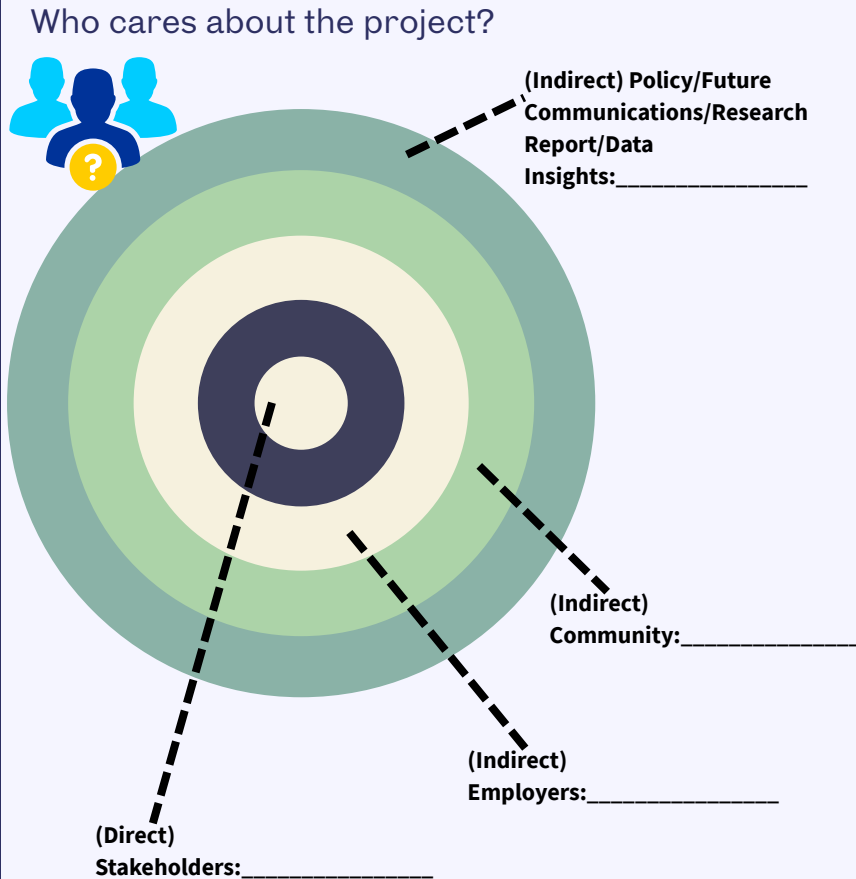 Who cares about the project?
?
(Indirect) Policy/Future
Communications/Research
Report/Data
Insights:________________
(Indirect)
Community:_______________
(Indirect)
Employers:________________
(Direct)
Stakeholders:________________